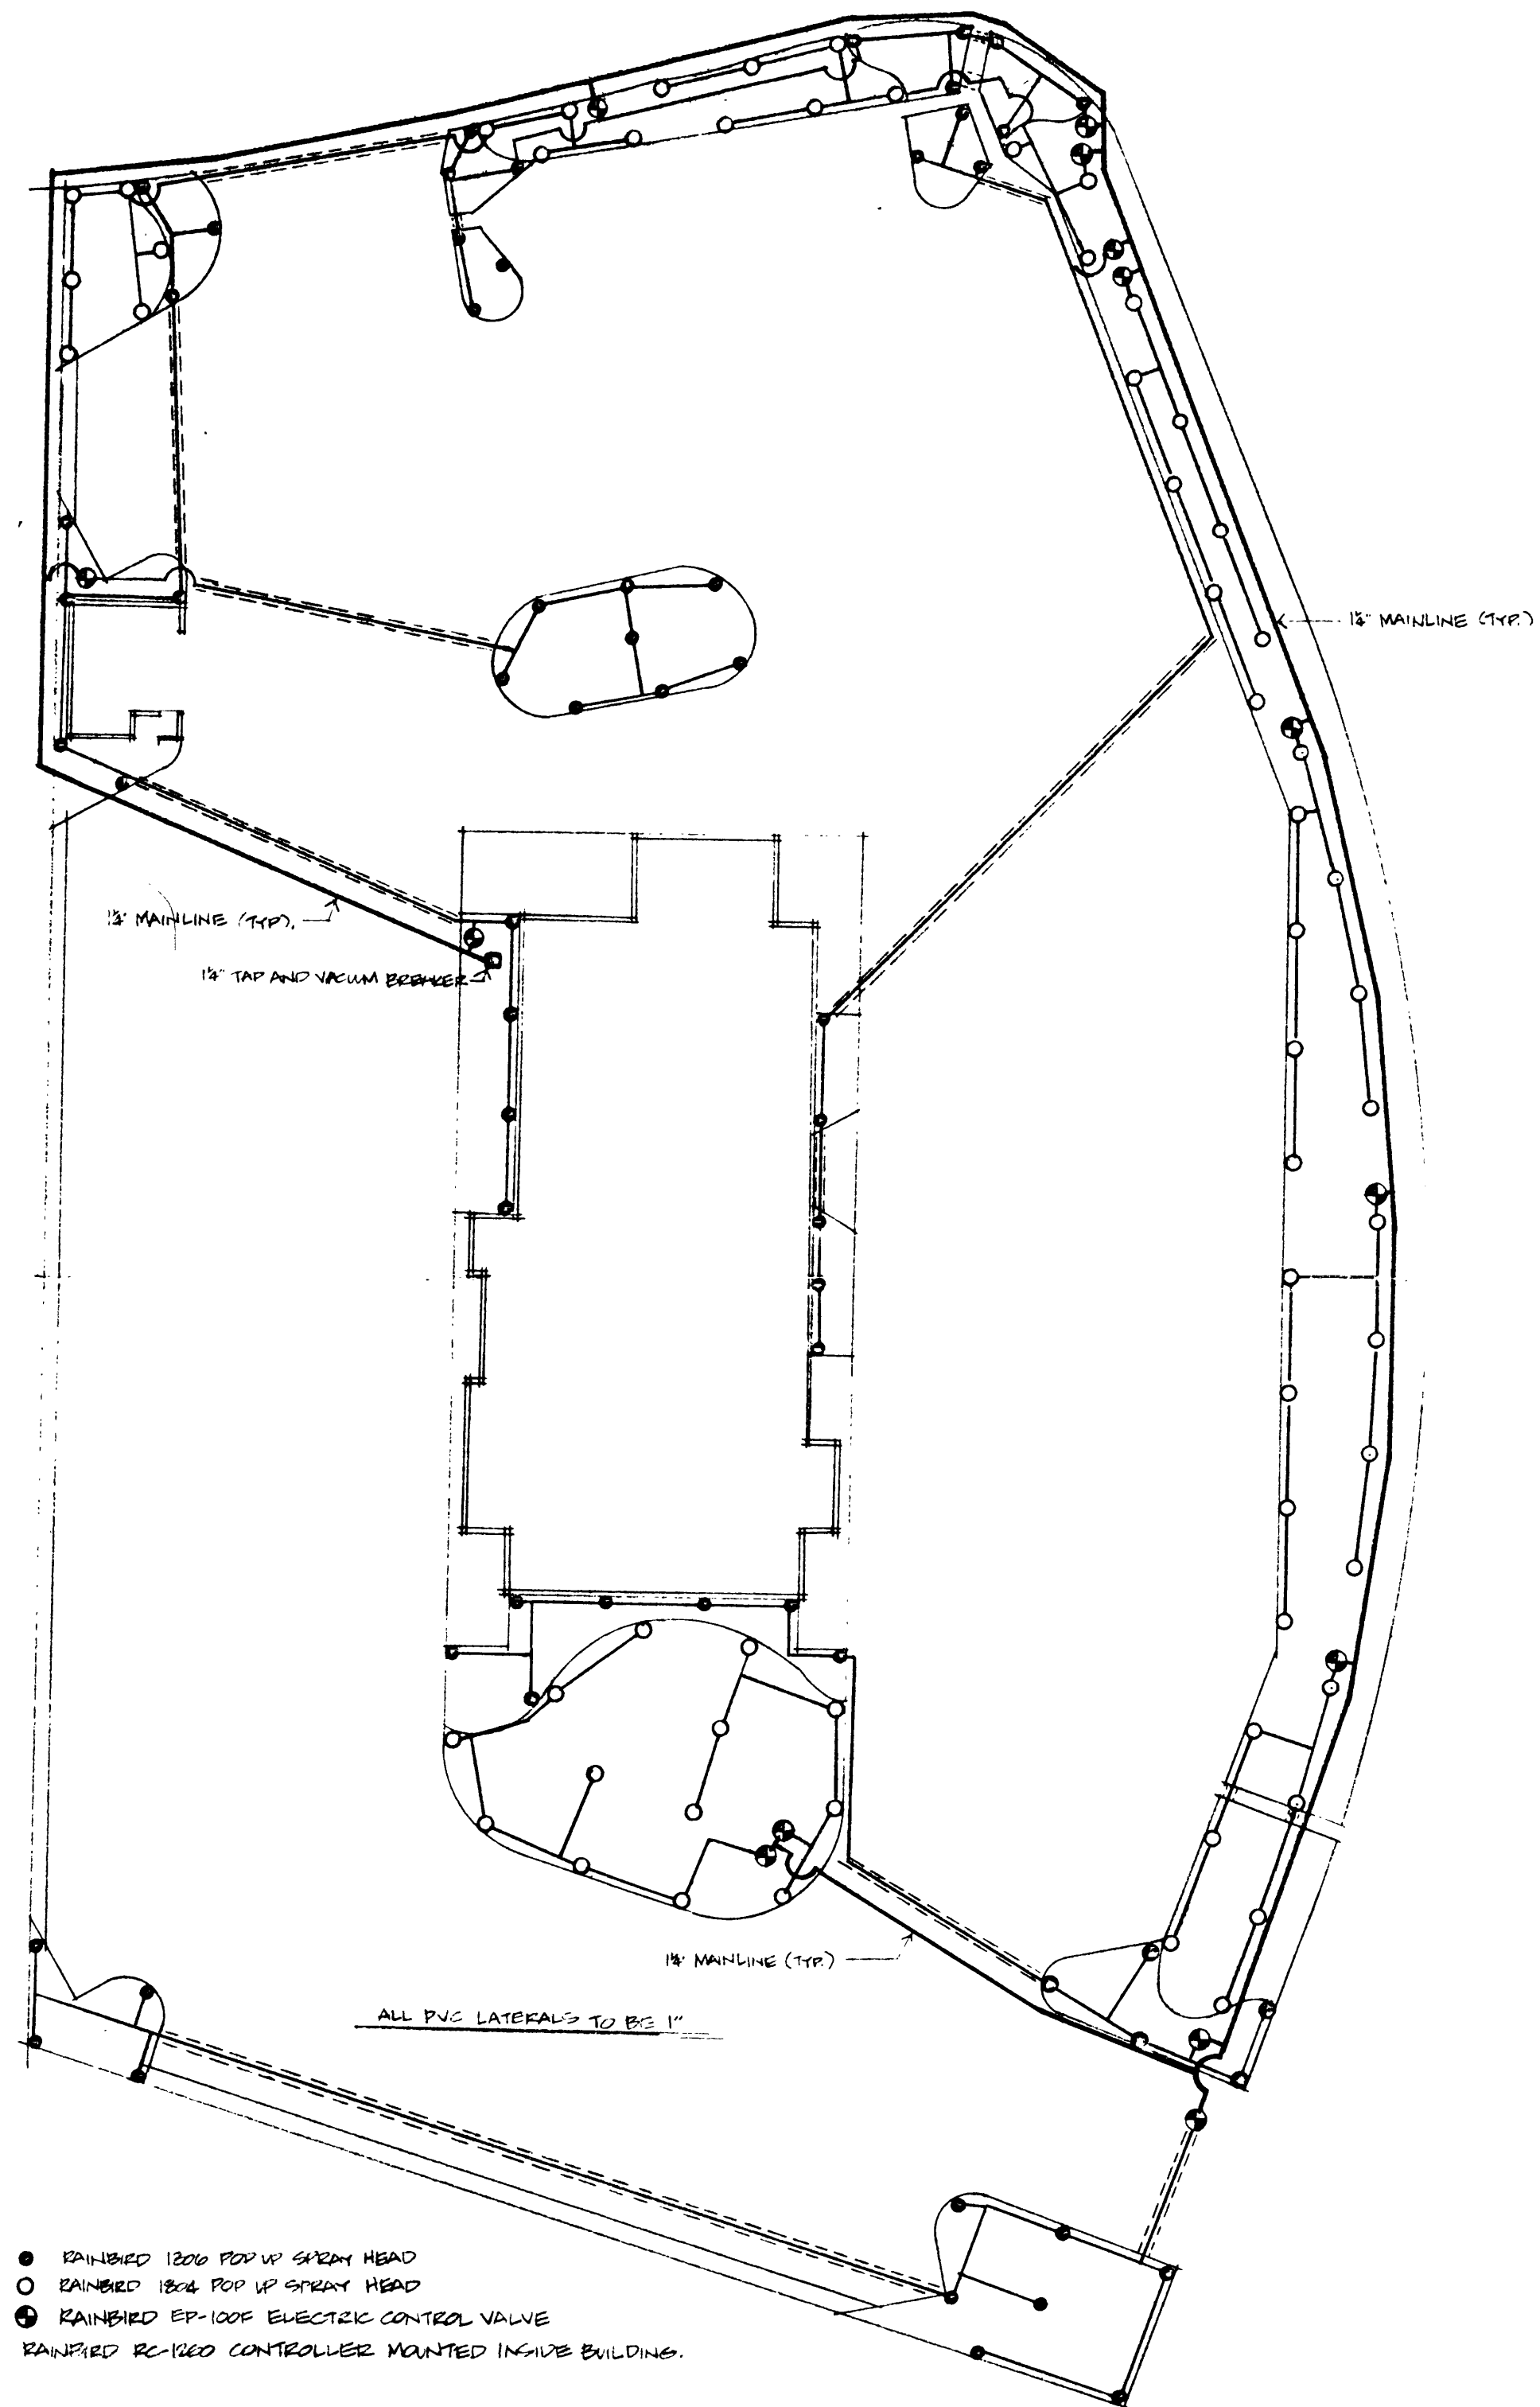 1¼" MAINLINE (TYP.)
1¼" MAINLINE (TYP).
1¼" TAP AND VACUUM BREAKER
1¼" MAINLINE (TYP.)
ALL PVC LATERALS TO BE 1"
RAINBIRD 1806 POP UP SPRAY HEAD
RAINBIRD 1804 POP UP SPRAY HEAD
RAINBIRD EP-100F ELECTRIC CONTROL VALVE
RAINBIRD RC-1260 CONTROLLER MOUNTED INSIDE BUILDING.